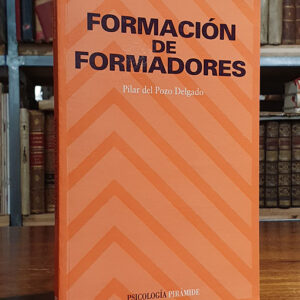 FORMACIÓN
DE
FORMADORES
Pilar del Pozo Delgado
PSICOLOGÍA PIRÁMIDE